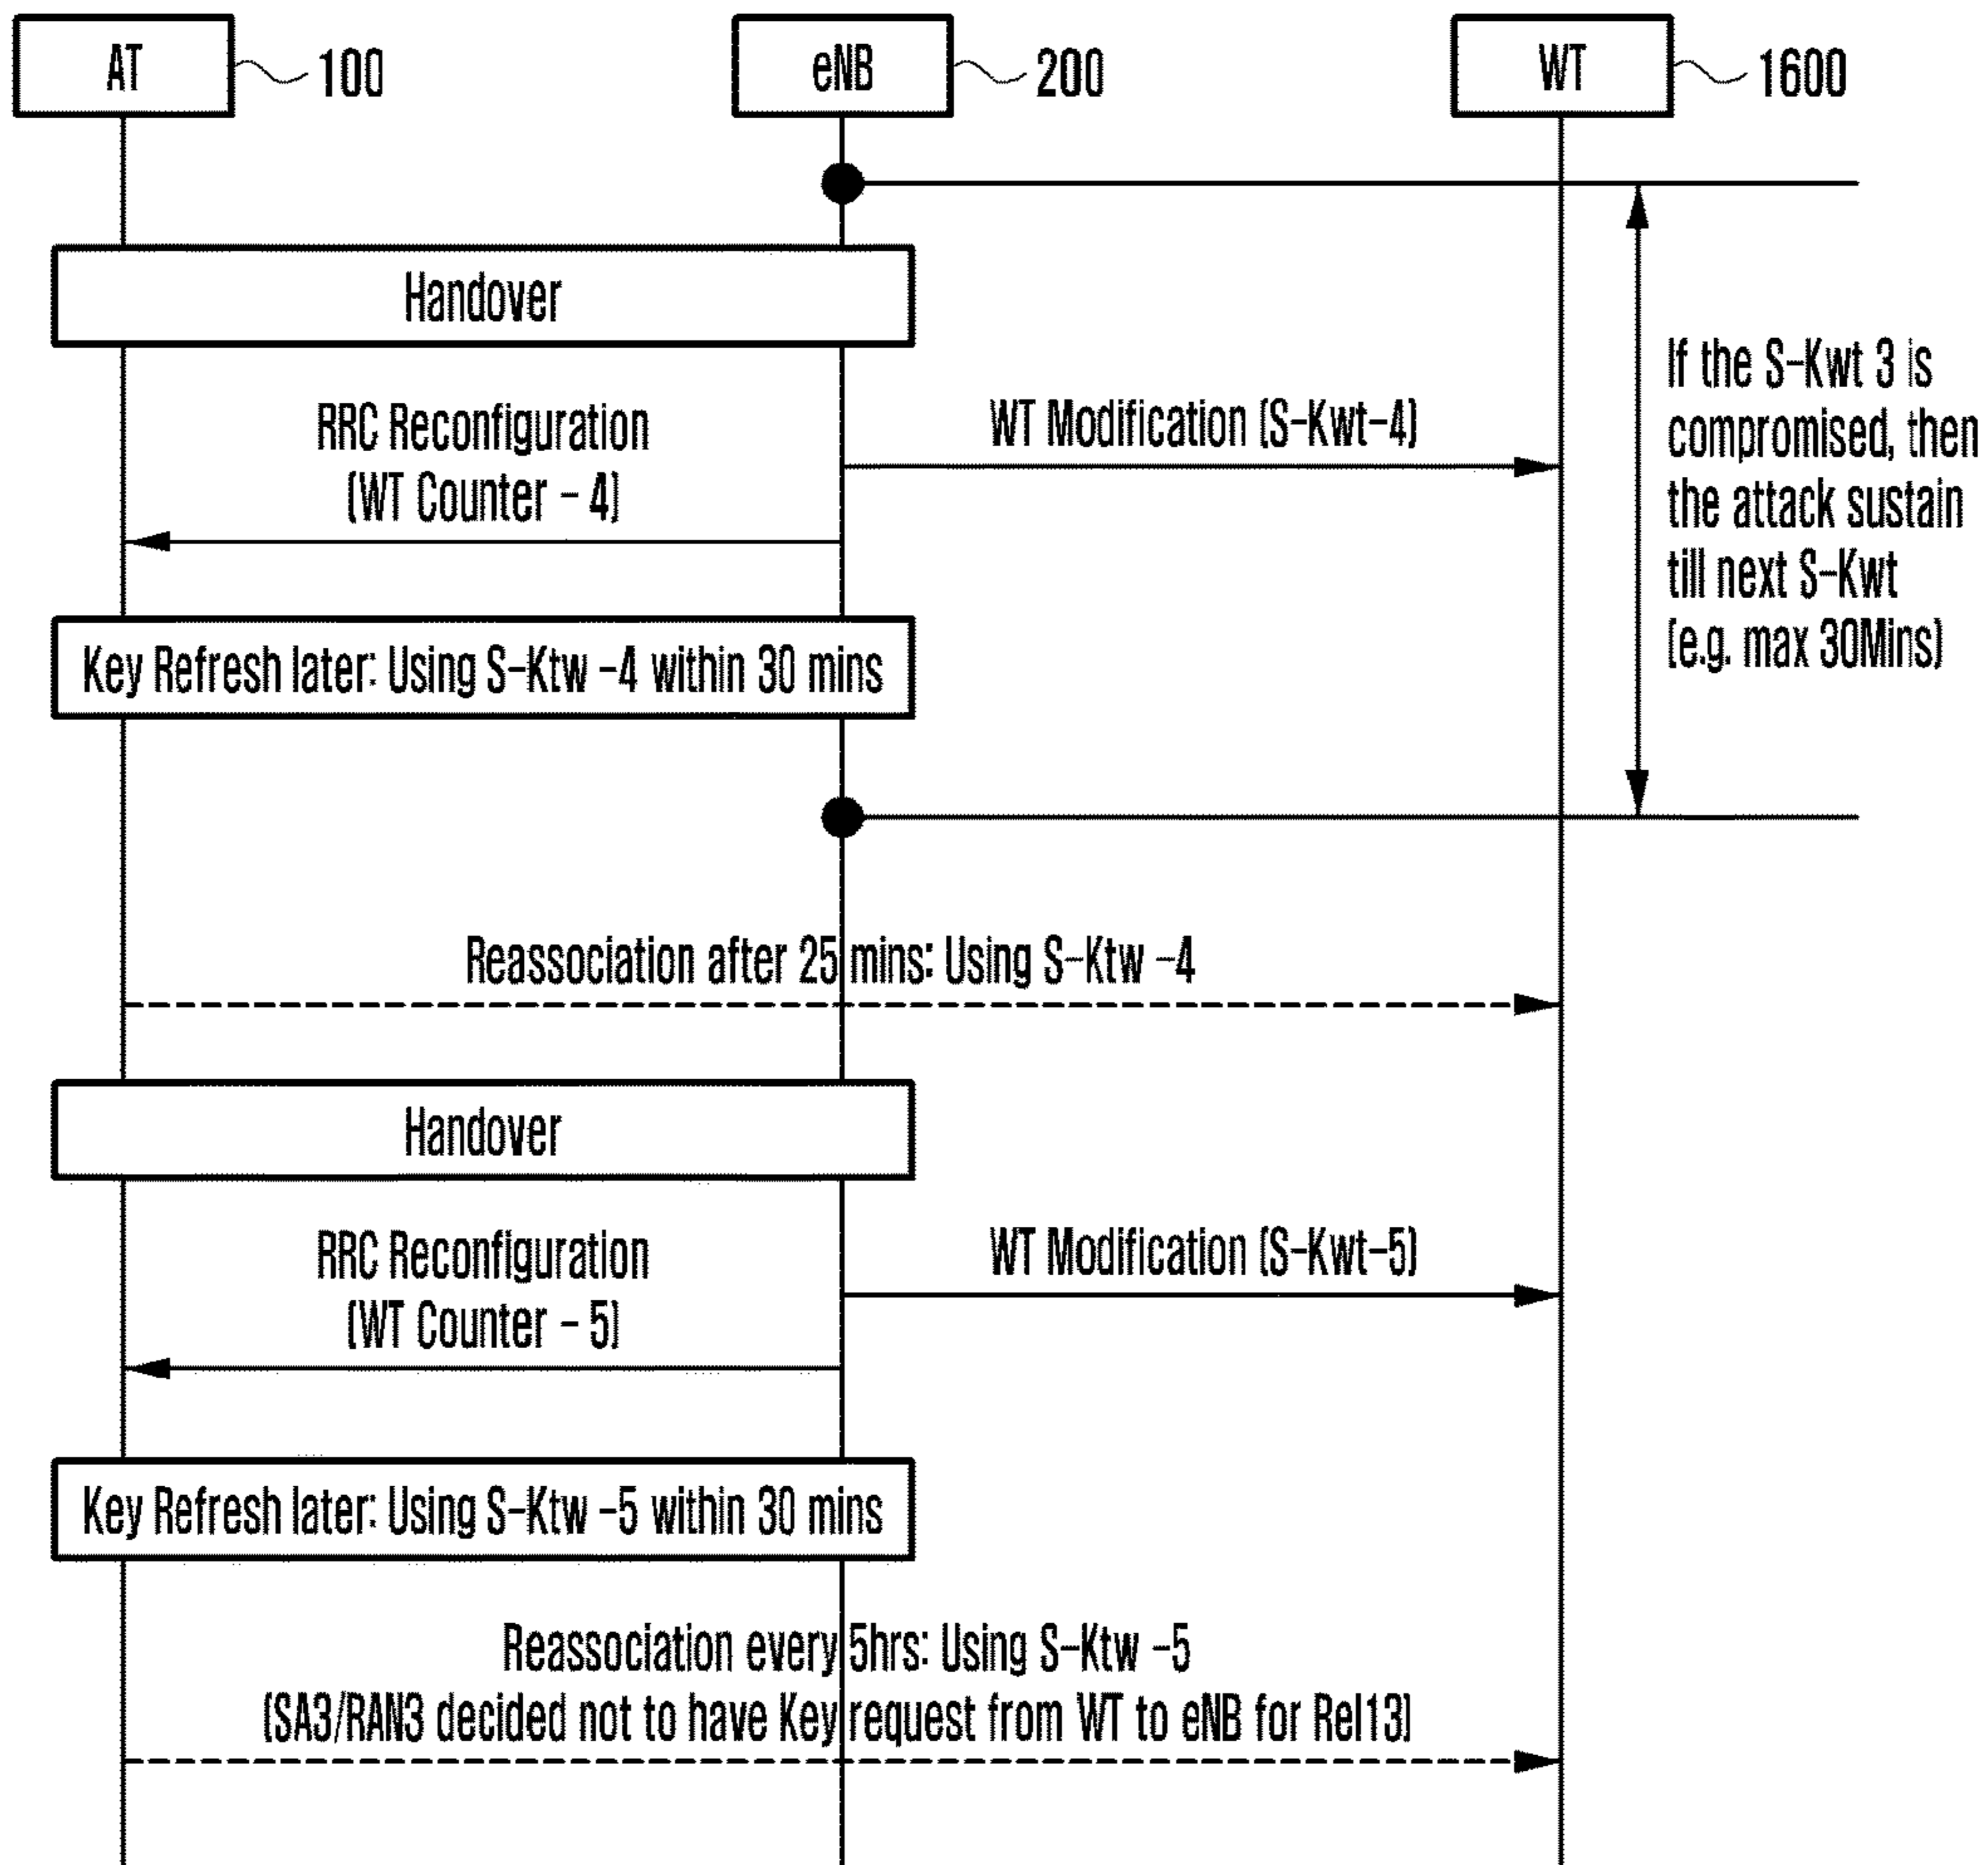 AT
100
eNB
200
WT
1600
Handover
If the S-Kwt 3 is
compromised, then
the attack sustain
till next S-Kwt
(e.g. max 30Mins)
RRC Reconfiguration
(WT Counter - 4)
WT Modification (S-Kwt-4)
Key Refresh later: Using S-Ktw -4 within 30 mins
Reassociation after 25 mins: Using S-Ktw -4
Handover
RRC Reconfiguration
(WT Counter - 5)
WT Modification (S-Kwt-5)
Key Refresh later: Using S-Ktw -5 within 30 mins
Reassociation every 5hrs: Using S-Ktw -5
(SA3/RAN3 decided not to have Key request from WT to eNB for Rel13)